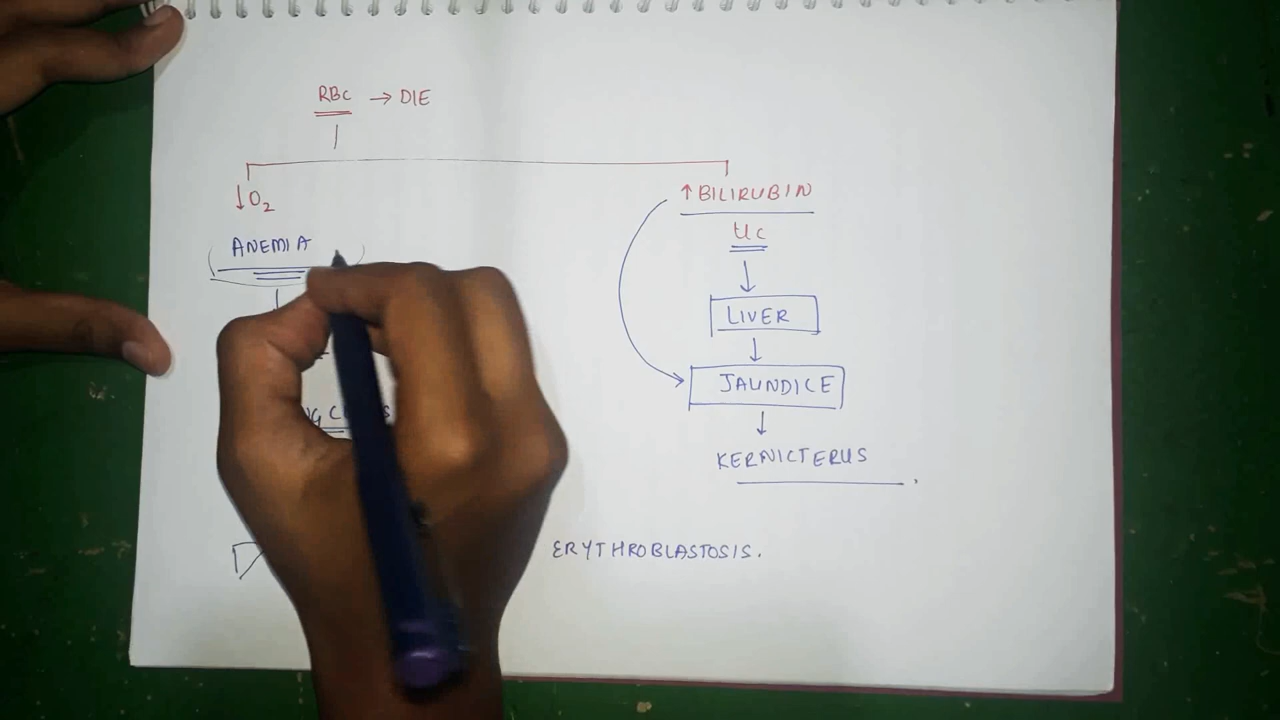 RBC → DIE
↓O2
↑BILIRUBIN
ANEMIA
UC
LIVER
JAUNDICE
KERNICTERUS
ERYTHROBLASTOSIS.